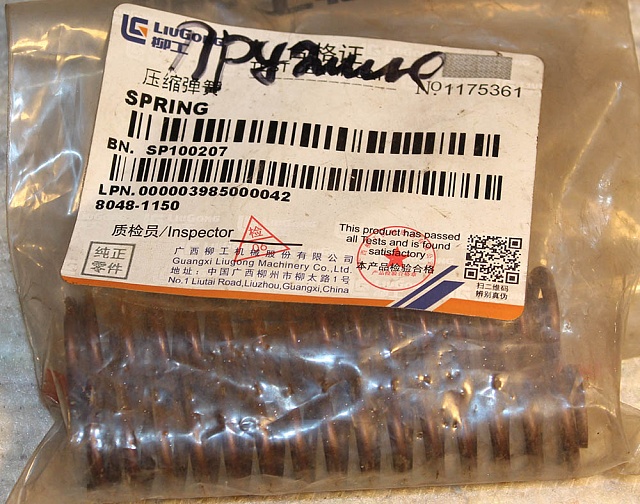 LiuGong
柳工
格证
压缩弹簧
No 1175361
SPRING
BN. SP100207
LPN.000003985000042
8048-1150
质检员/Inspector
检
06
This product has passed
all Tests and is found
satisfactory
本产品检验合格
纯正
零件
广西柳工机械股份有限公司
Guangxi Liugong Machinery Co.,Ltd.
地址：中国广西柳州市柳太路1号
No.1 Liutai Road,Liuzhou,Guangxi,China
扫二维码
辨别真伪